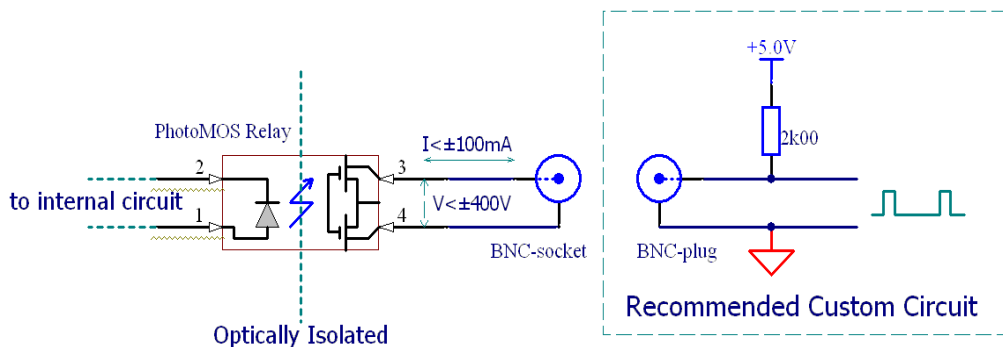 PhotoMOS Relay
2
1
to internal circuit
3
4
I<±100mA
V<±400V
BNC-socket
Optically Isolated
+5.0V
2k00
BNC-plug
Recommended Custom Circuit